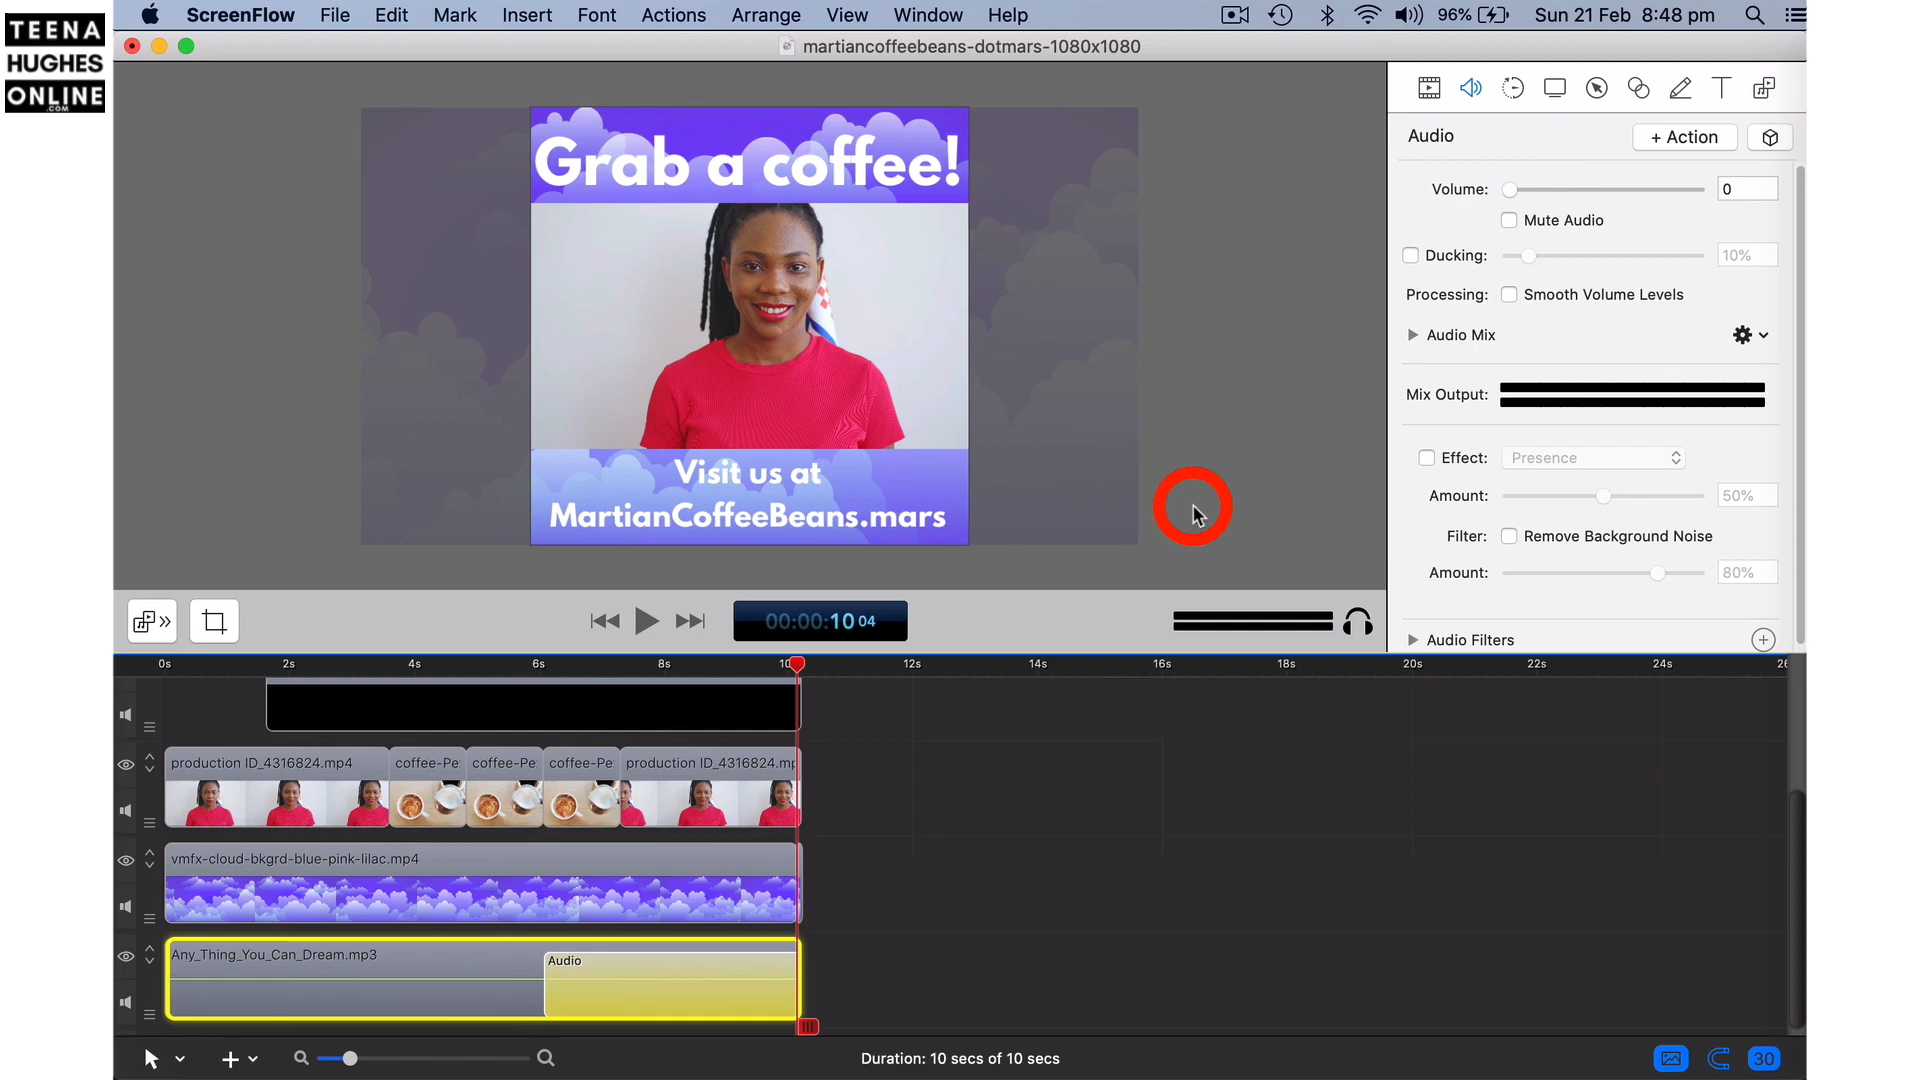 TEENA
HUGHES
ONLINE
.COM
ScreenFlow File Edit Mark Insert Font Actions Arrange View Window Help
96% Sun 21 Feb 8:48 pm
martiancoffeebeans-dotmars-1080x1080
Grab a coffee!
Visit us at
MartianCoffeeBeans.mars
Audio + Action
Volume: 0
Mute Audio
Ducking: 10%
Processing: Smooth Volume Levels
Audio Mix
Mix Output:
Effect: Presence
Amount: 50%
Filter: Remove Background Noise
Amount: 80%
Audio Filters
00:00:10 04
0s 2s 4s 6s 8s 10 12s 14s 16s 18s 20s 22s 24s 26
production ID_4316824.mp4 coffee-Pe coffee-Pe coffee-Pe production ID_4316824.mp
vmfx-cloud-bkgrd-blue-pink-lilac.mp4
Any_Thing_You_Can_Dream.mp3
Audio
Duration: 10 secs of 10 secs
30